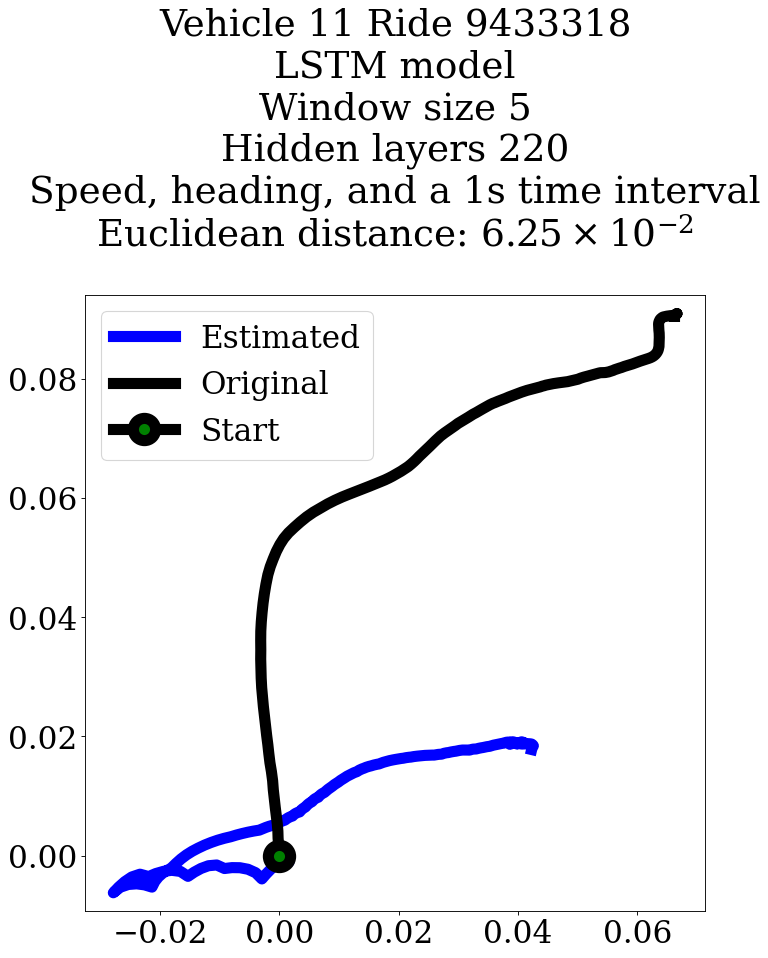 Vehicle 11 Ride 9433318
LSTM model
Window size 5
Hidden layers 220
Speed, heading, and a 1s time interval
Euclidean distance: 6.25 × 10⁻²
Estimated
Original
Start
0.08
0.06
0.04
0.02
0.00
−0.02 0.00 0.02 0.04 0.06